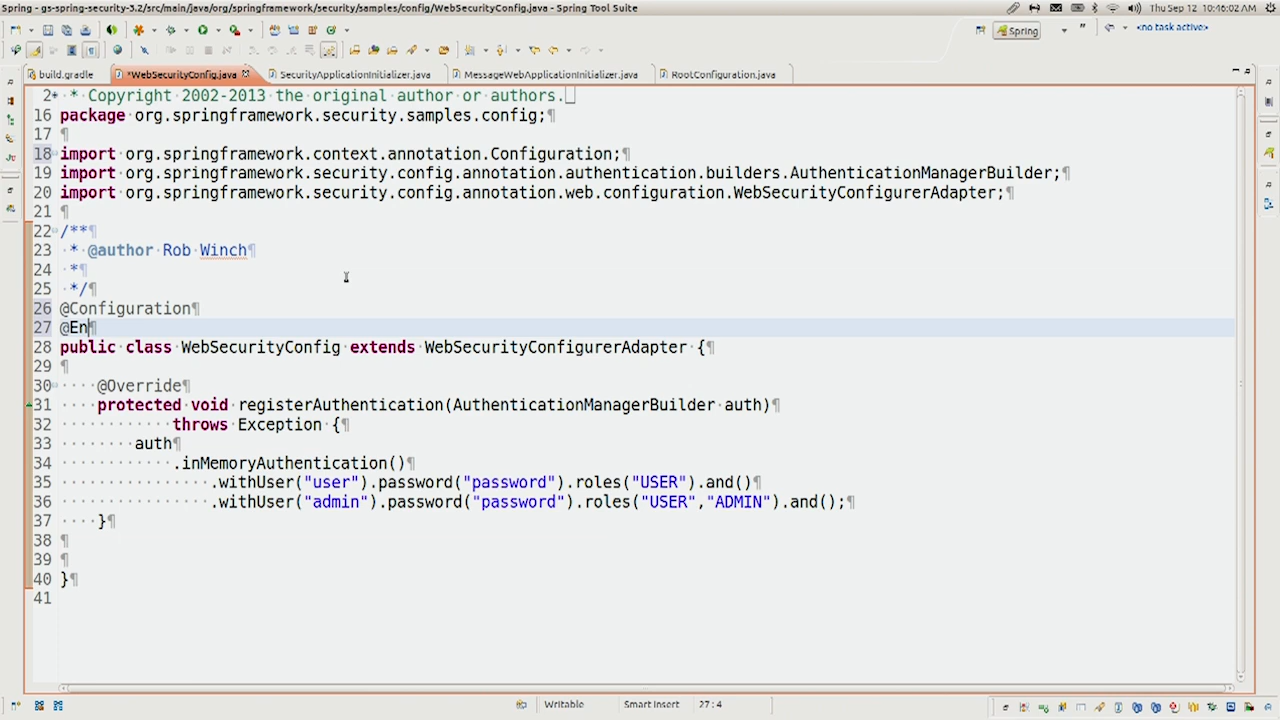 Spring - gs-spring-security-3.2/src/main/java/org/springframework/security/samples/config/WebSecurityConfig.java - Spring Tool Suite
Thu Sep 12, 10:46:02 AM
Spring
<no task active>
build.gradle
*WebSecurityConfig.java
SecurityApplicationInitializer.java
MessageWebApplicationInitializer.java
RootConfiguration.java
2 * Copyright 2002-2013 the original author or authors.
16 package org.springframework.security.samples.config;
17
18 import org.springframework.context.annotation.Configuration;
19 import org.springframework.security.config.annotation.authentication.builders.AuthenticationManagerBuilder;
20 import org.springframework.security.config.annotation.web.configuration.WebSecurityConfigurerAdapter;
21
22 /**
23 * @author Rob Winch
24 *
25 */
26 @Configuration
27 @En
28 public class WebSecurityConfig extends WebSecurityConfigurerAdapter {
29
30 @Override
31 protected void registerAuthentication(AuthenticationManagerBuilder auth)
32 throws Exception {
33 auth
34 .inMemoryAuthentication()
35 .withUser("user").password("password").roles("USER").and()
36 .withUser("admin").password("password").roles("USER","ADMIN").and();
37 }
38
39
40 }
41
Writable
Smart Insert
27 : 4